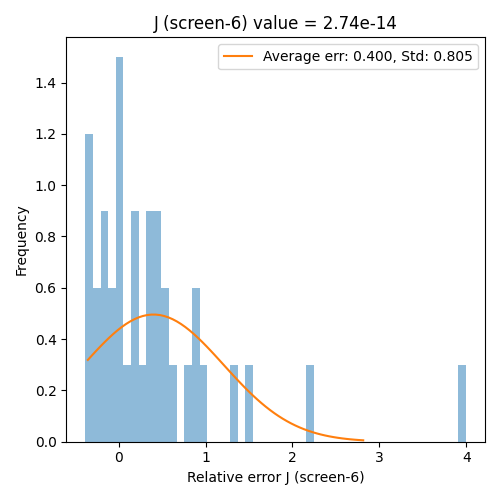 J (screen-6) value = 2.74e-14
Average err: 0.400, Std: 0.805
Frequency
1.4
1.2
1.0
0.8
0.6
0.4
0.2
0.0
0 1 2 3 4
Relative error J (screen-6)